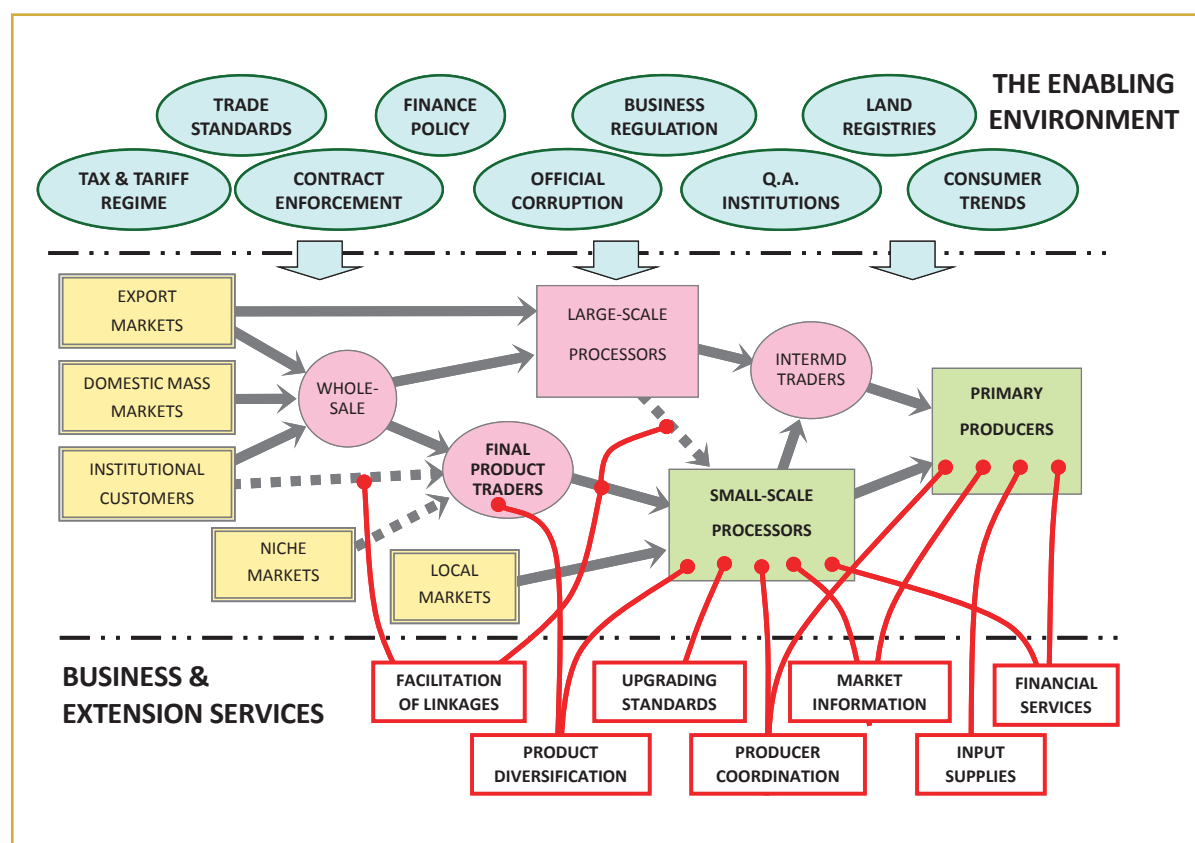 THE ENABLING
ENVIRONMENT
TRADE
STANDARDS
FINANCE
POLICY
BUSINESS
REGULATION
LAND
REGISTRIES
TAX & TARIFF
REGIME
CONTRACT
ENFORCEMENT
OFFICIAL
CORRUPTION
Q.A.
INSTITUTIONS
CONSUMER
TRENDS
EXPORT
MARKETS
DOMESTIC MASS
MARKETS
INSTITUTIONAL
CUSTOMERS
NICHE
MARKETS
LOCAL
MARKETS
WHOLE-
SALE
FINAL
PRODUCT
TRADERS
LARGE-SCALE
PROCESSORS
INTERMD
TRADERS
SMALL-SCALE
PROCESSORS
PRIMARY
PRODUCERS
BUSINESS &
EXTENSION SERVICES
FACILITATION
OF LINKAGES
UPGRADING
STANDARDS
MARKET
INFORMATION
FINANCIAL
SERVICES
PRODUCT
DIVERSIFICATION
PRODUCER
COORDINATION
INPUT
SUPPLIES